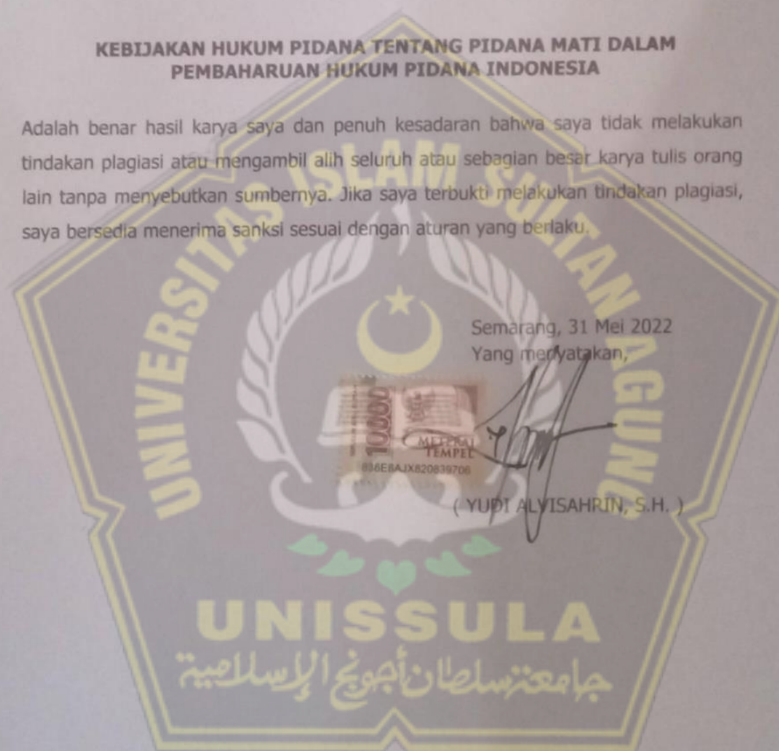 KEBIJAKAN HUKUM PIDANA TENTANG PIDANA MATI DALAM
PEMBAHARUAN HUKUM PIDANA INDONESIA
Adalah benar hasil karya saya dan penuh kesadaran bahwa saya tidak melakukan
tindakan plagiasi atau mengambil alih seluruh atau sebagian besar karya tulis orang
lain tanpa menyebutkan sumbernya. Jika saya terbukti melakukan tindakan plagiasi,
saya bersedia menerima sanksi sesuai dengan aturan yang berlaku.
Semarang, 31 Mei 2022
Yang menyatakan,
10000
METERAI
TEMPEL
( YUDI ALVISAHRIN, S.H. )
UNIVERSITAS ISLAM SULTAN AGUNG
UNISSULA
جامعة سلطان أجونج الإسلامية